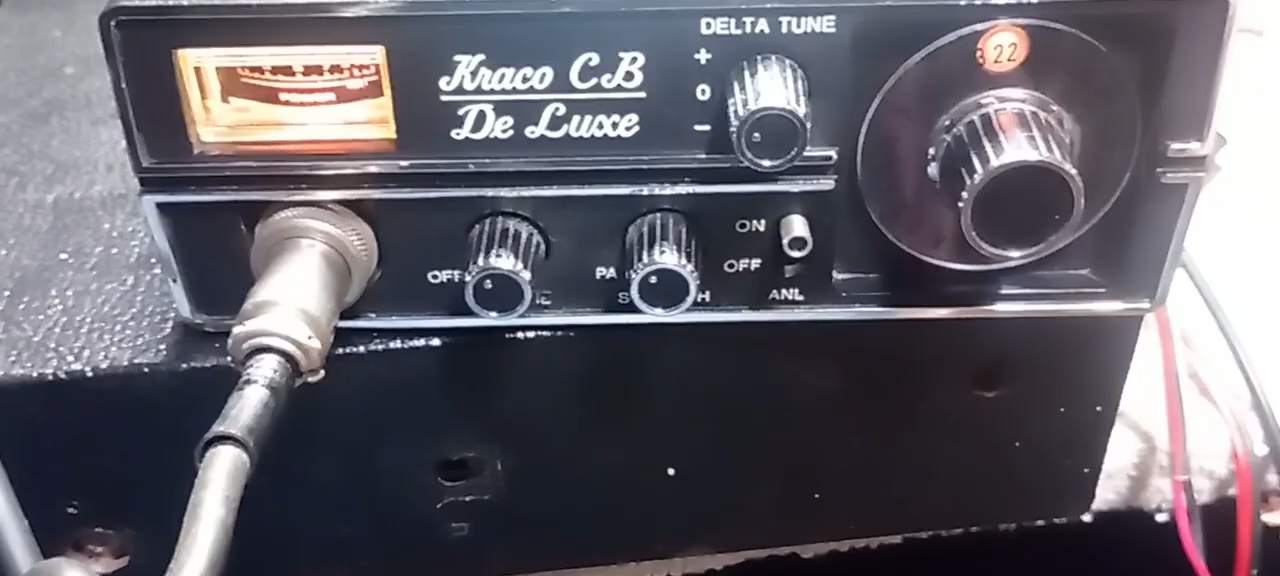 DELTA TUNE
+
0
–
Kraco CB
De Luxe
22
ON
OFF
ANL
OFF
PA